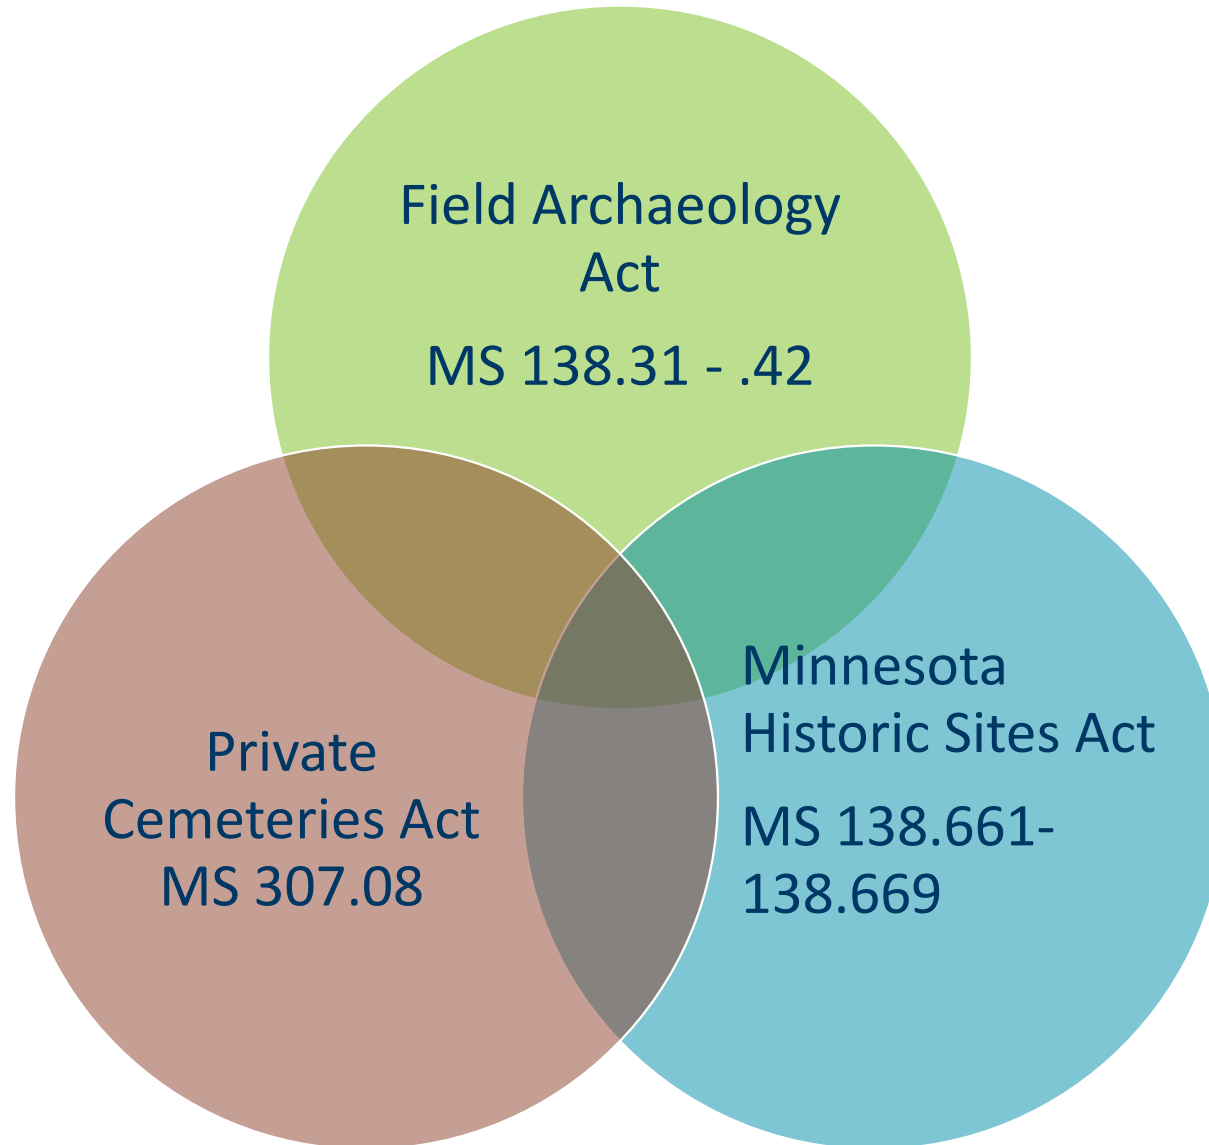 Field Archaeology
Act
MS 138.31 - .42
Private
Cemeteries Act
MS 307.08
Minnesota
Historic Sites Act
MS 138.661-
138.669